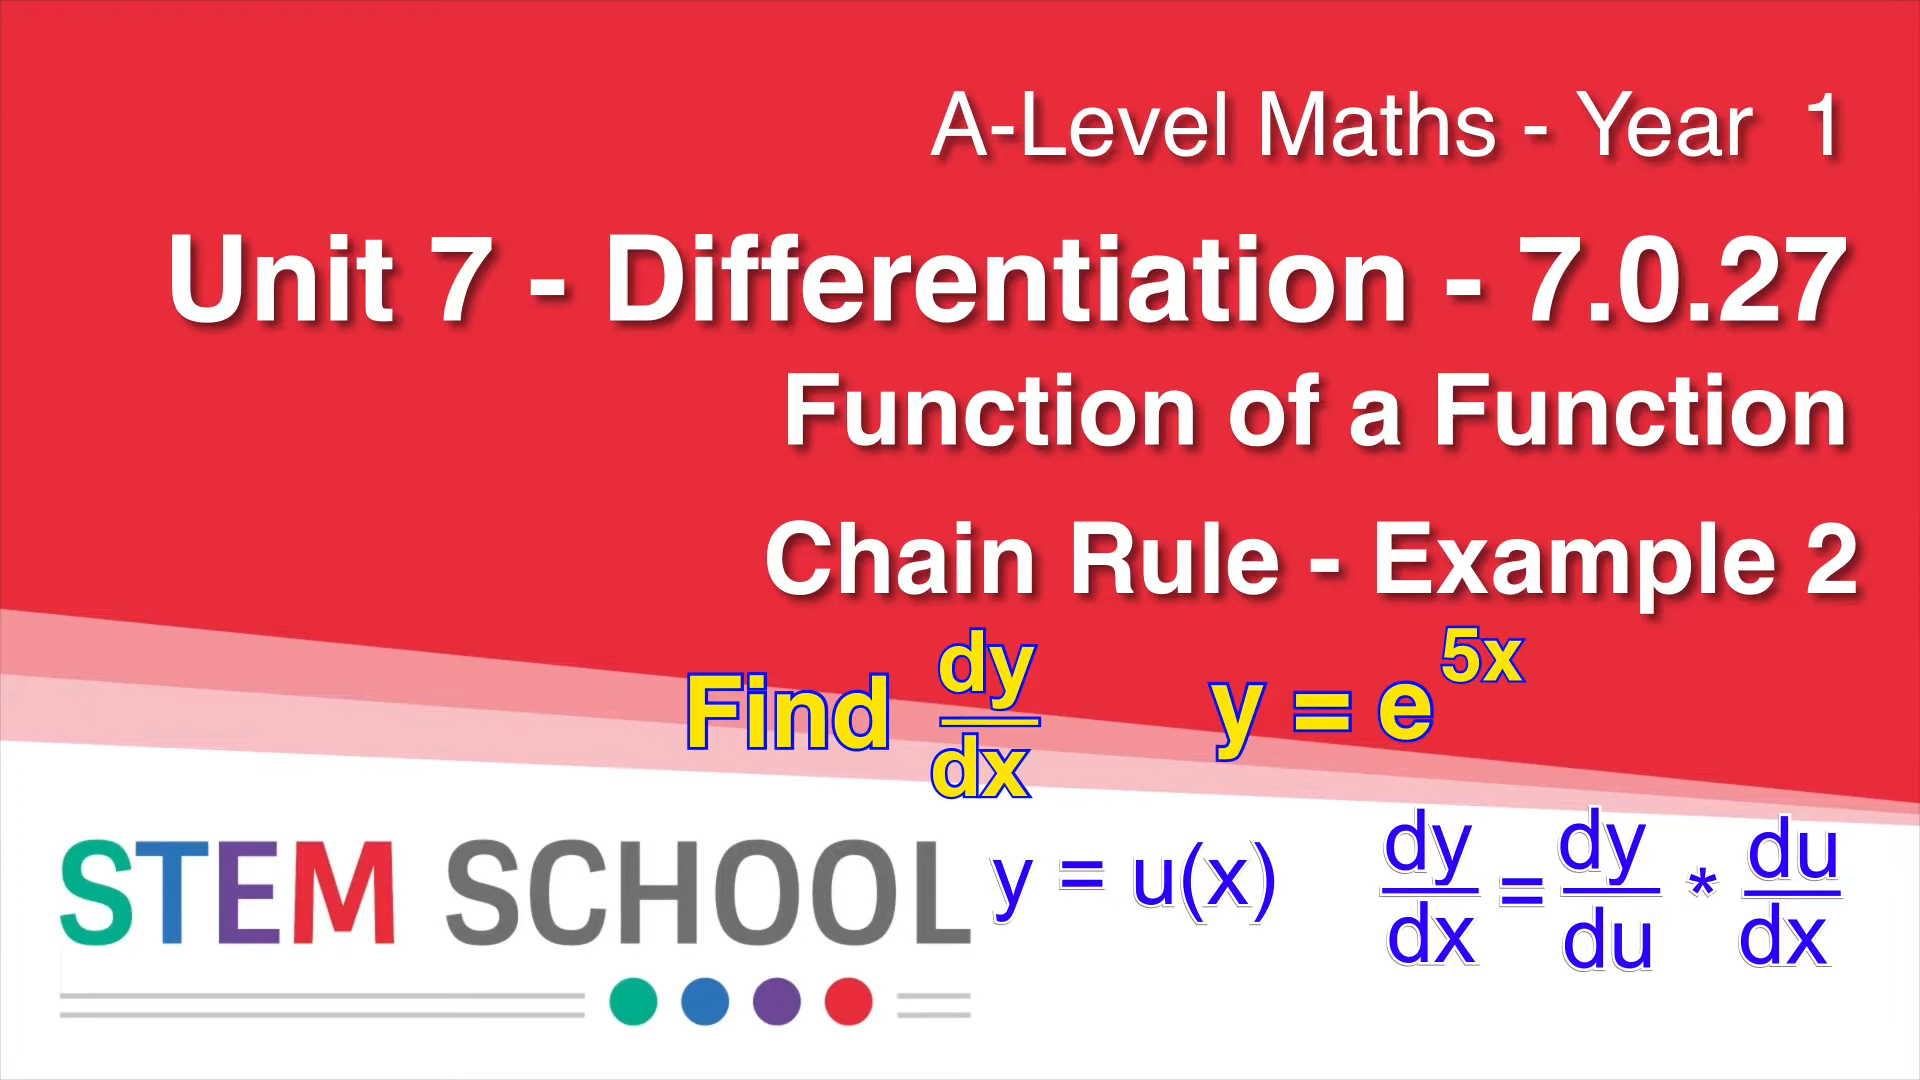 A-Level Maths - Year 1
Unit 7 - Differentiation - 7.0.27
Function of a Function
Chain Rule - Example 2
Find dy/dx y = e^5x
y = u(x) dy/dx = dy/du * du/dx
STEM SCHOOL